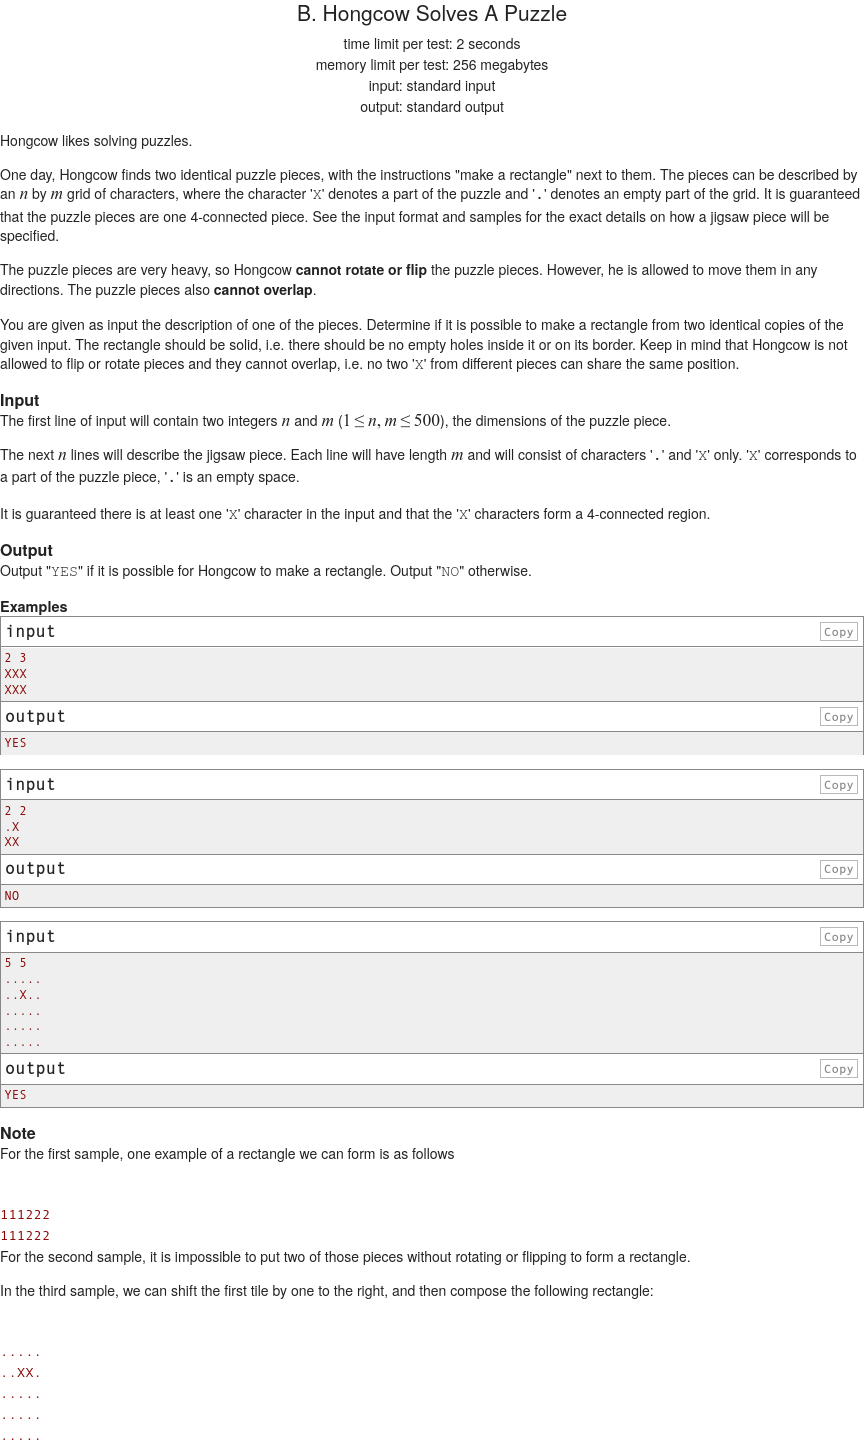 B. Hongcow Solves A Puzzle
time limit per test: 2 seconds
memory limit per test: 256 megabytes
input: standard input
output: standard output
Hongcow likes solving puzzles.
One day, Hongcow finds two identical puzzle pieces, with the instructions "make a rectangle" next to them. The pieces can be described by
an n by m grid of characters, where the character 'X' denotes a part of the puzzle and '.' denotes an empty part of the grid. It is guaranteed
that the puzzle pieces are one 4-connected piece. See the input format and samples for the exact details on how a jigsaw piece will be
specified.
The puzzle pieces are very heavy, so Hongcow cannot rotate or flip the puzzle pieces. However, he is allowed to move them in any
directions. The puzzle pieces also cannot overlap.
You are given as input the description of one of the pieces. Determine if it is possible to make a rectangle from two identical copies of the
given input. The rectangle should be solid, i.e. there should be no empty holes inside it or on its border. Keep in mind that Hongcow is not
allowed to flip or rotate pieces and they cannot overlap, i.e. no two 'X' from different pieces can share the same position.
Input
The first line of input will contain two integers n and m (1 ≤ n, m ≤ 500), the dimensions of the puzzle piece.
The next n lines will describe the jigsaw piece. Each line will have length m and will consist of characters '.' and 'X' only. 'X' corresponds to
a part of the puzzle piece, '.' is an empty space.
It is guaranteed there is at least one 'X' character in the input and that the 'X' characters form a 4-connected region.
Output
Output "YES" if it is possible for Hongcow to make a rectangle. Output "NO" otherwise.
Examples
input Copy
2 3
XXX
XXX
output Copy
YES
input Copy
2 2
.X
XX
output Copy
NO
input Copy
5 5
.....
..X..
.....
.....
.....
output Copy
YES
Note
For the first sample, one example of a rectangle we can form is as follows
111222
111222
For the second sample, it is impossible to put two of those pieces without rotating or flipping to form a rectangle.
In the third sample, we can shift the first tile by one to the right, and then compose the following rectangle:
.....
..XX.
.....
.....
.....